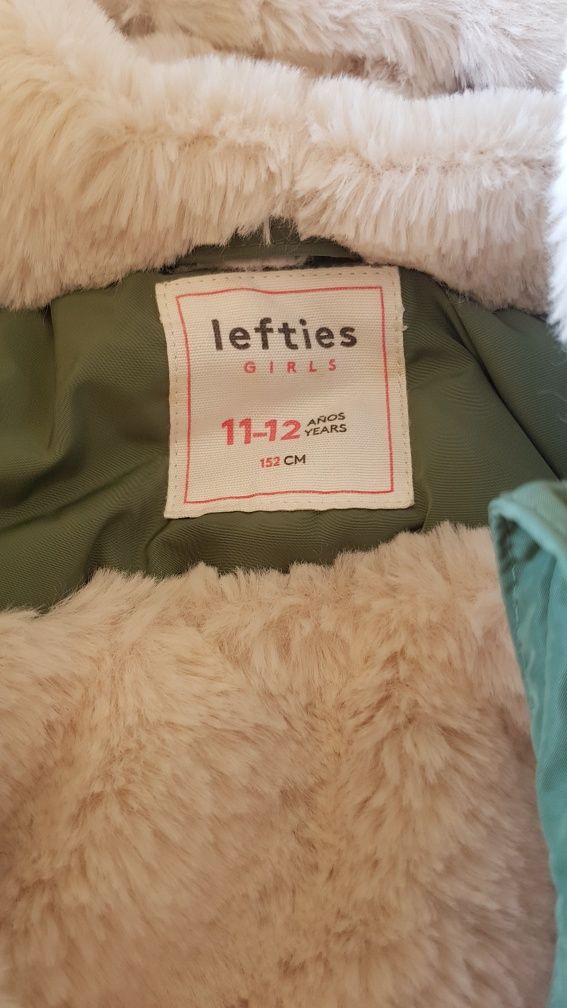 lefties
GIRLS
11-12 AÑOS
YEARS
152 CM